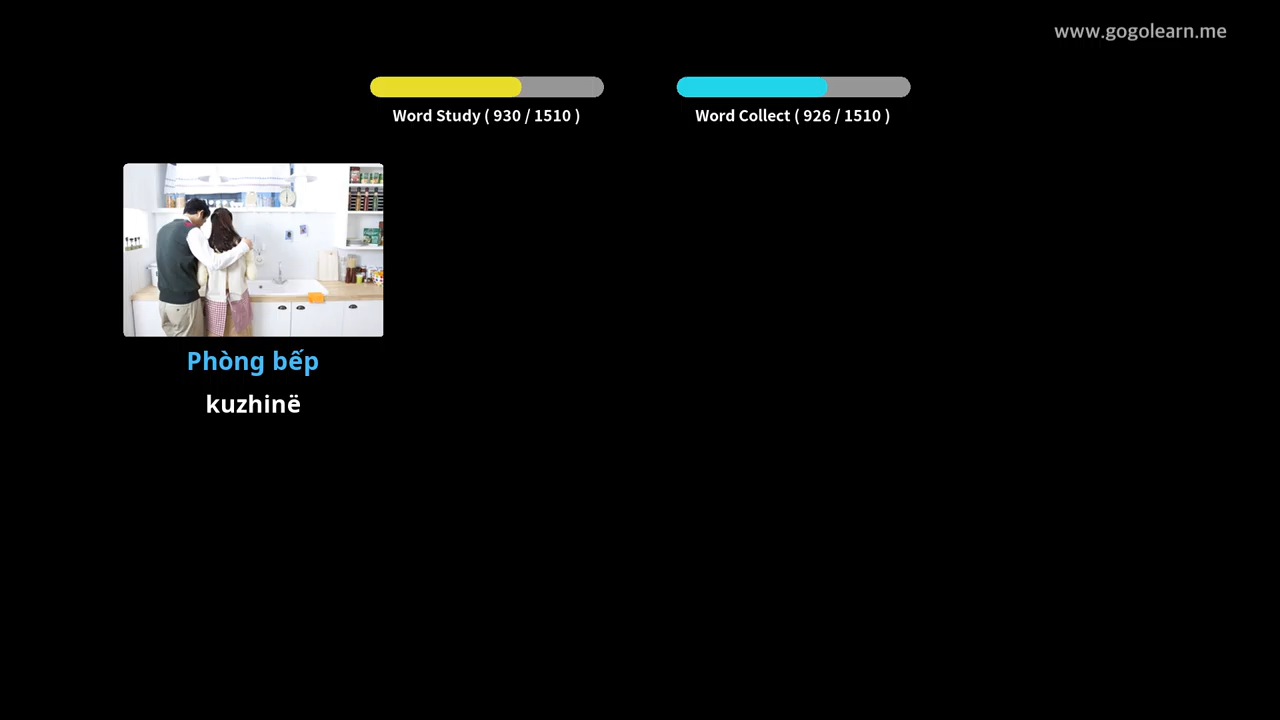 www.gogolearn.me
Word Study ( 930 / 1510 )
Word Collect ( 926 / 1510 )
Phòng bếp
kuzhinë